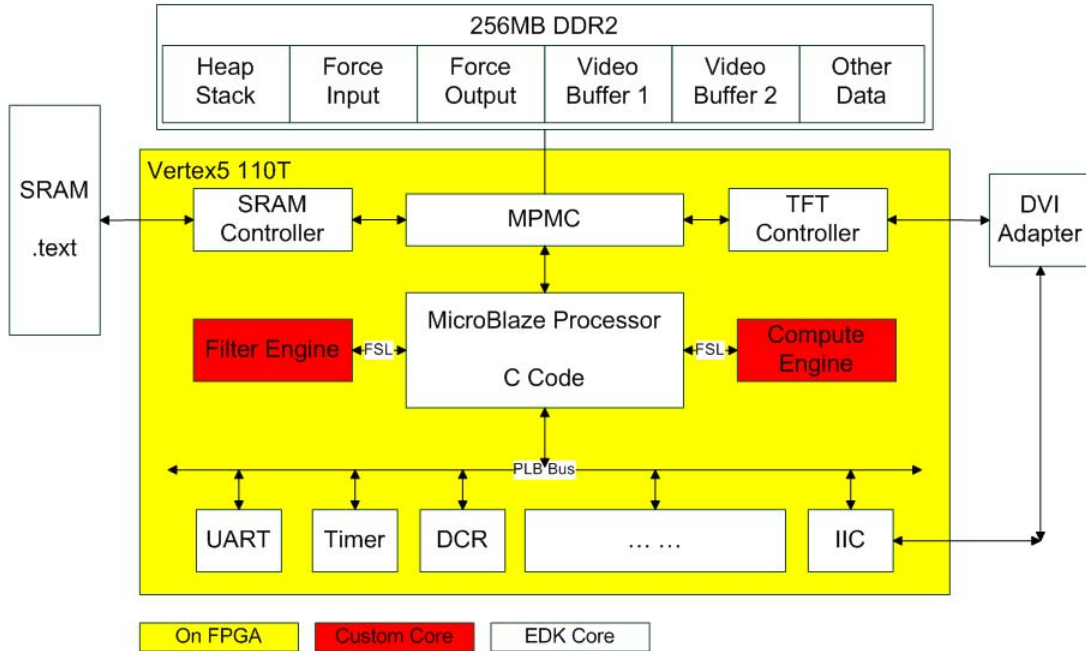 256MB DDR2
Heap Stack
Force Input
Force Output
Video Buffer 1
Video Buffer 2
Other Data
SRAM
.text
Vertex5 110T
SRAM Controller
MPMC
TFT Controller
DVI Adapter
Filter Engine
FSL
MicroBlaze Processor
C Code
FSL
Compute Engine
PLB Bus
UART
Timer
DCR
... ...
IIC
On FPGA
Custom Core
EDK Core